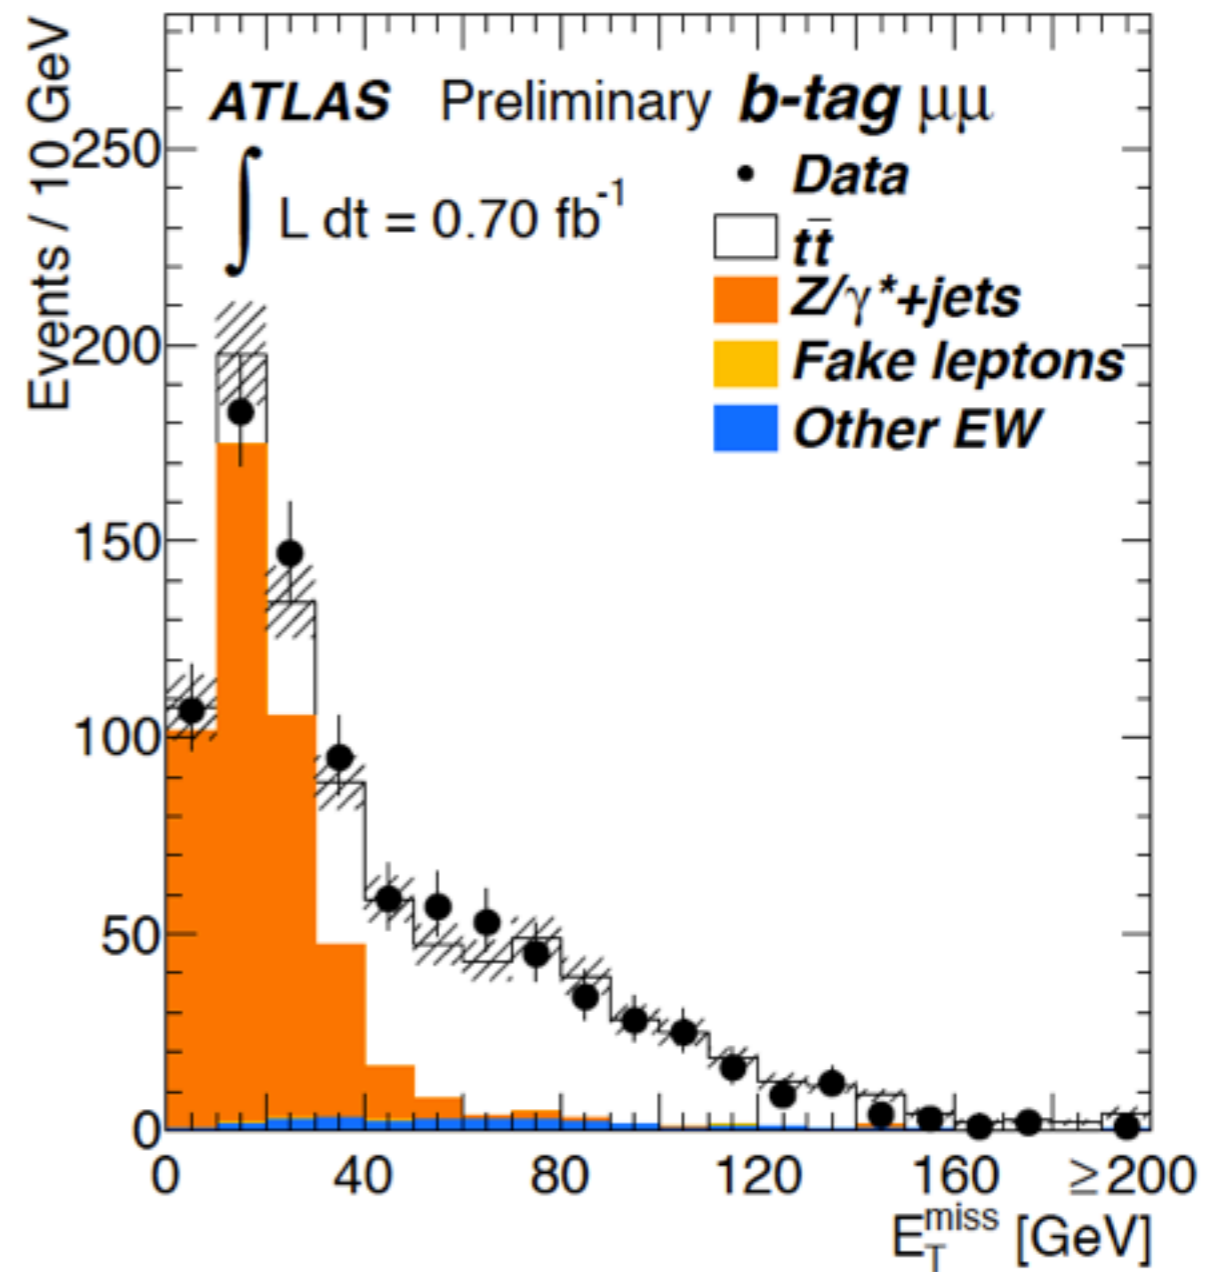 Events / 10 GeV
ATLAS Preliminary b-tag μμ
∫ L dt = 0.70 fb⁻¹
Data
tt̄
Z/γ*+jets
Fake leptons
Other EW
250
200
150
100
50
0
0 40 80 120 160 ≥200
E_T^miss [GeV]